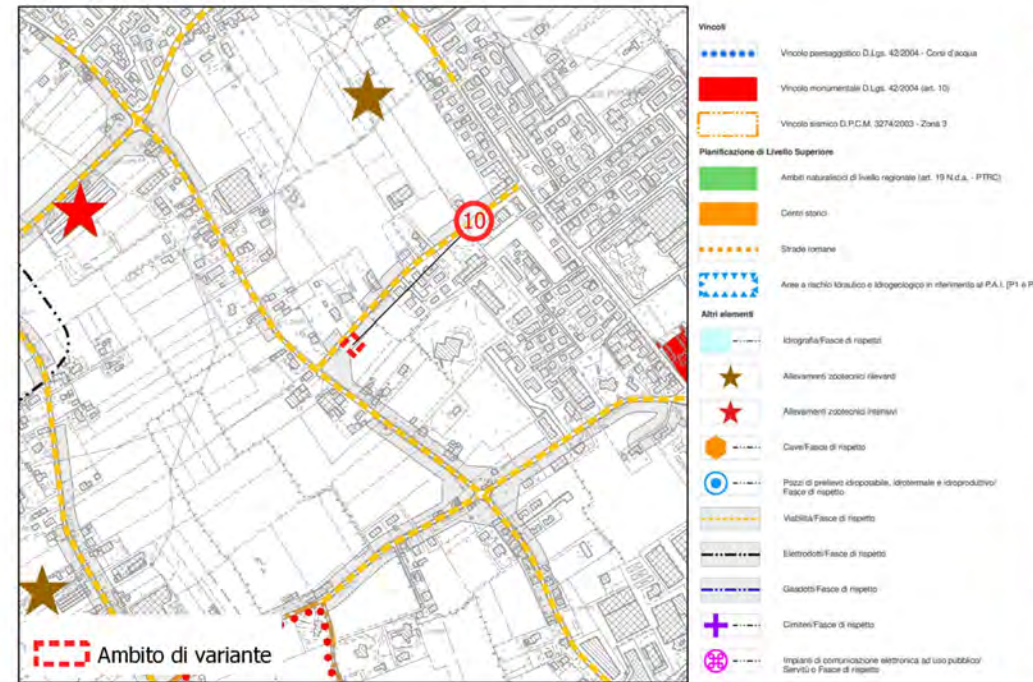 10
Ambito di variante
Vincoli
Vincolo paesaggistico D.Lgs. 42/2004 - Corsi d'acqua
Vincolo monumentale D.Lgs. 42/2004 (art. 10)
Vincolo sismico D.P.C.M. 3274/2003 - Zona 3
Pianificazione di Livello Superiore
Ambiti naturalistici di livello regionale (art. 19 N.d.a. - PTRC)
Centri storici
Strade romane
Aree a rischio Idraulico e Idrogeologico in riferimento al P.A.I. [P1 e P
Altri elementi
Idrografia/Fasce di rispetto
Allevamenti zootecnici rilevanti
Allevamenti zootecnici intensivi
Cave/Fasce di rispetto
Pozzi di prelievo idropotabile, idrotermale e idroproduttivo/
Fasce di rispetto
Viabilità/Fasce di rispetto
Elettrodotti/Fasce di rispetto
Gasdotti/Fasce di rispetto
Cimiteri/Fasce di rispetto
Impianti di comunicazione elettronica ad uso pubblico/
Servitù o Fasce di rispetto